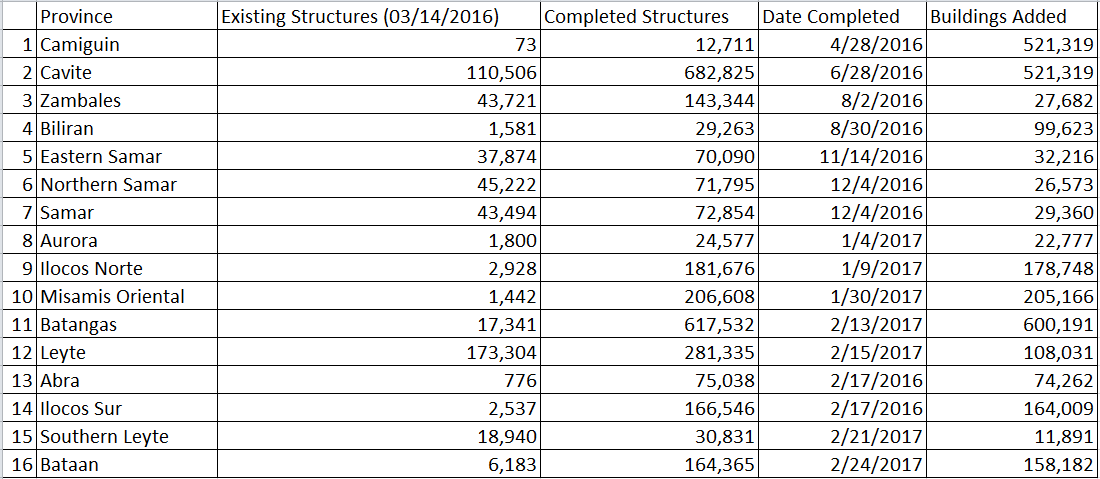 Province Existing Structures (03/14/2016) Completed Structures Date Completed Buildings Added
1 Camiguin 73 12,711 4/28/2016 521,319
2 Cavite 110,506 682,825 6/28/2016 521,319
3 Zambales 43,721 143,344 8/2/2016 27,682
4 Biliran 1,581 29,263 8/30/2016 99,623
5 Eastern Samar 37,874 70,090 11/14/2016 32,216
6 Northern Samar 45,222 71,795 12/4/2016 26,573
7 Samar 43,494 72,854 12/4/2016 29,360
8 Aurora 1,800 24,577 1/4/2017 22,777
9 Ilocos Norte 2,928 181,676 1/9/2017 178,748
10 Misamis Oriental 1,442 206,608 1/30/2017 205,166
11 Batangas 17,341 617,532 2/13/2017 600,191
12 Leyte 173,304 281,335 2/15/2017 108,031
13 Abra 776 75,038 2/17/2016 74,262
14 Ilocos Sur 2,537 166,546 2/17/2016 164,009
15 Southern Leyte 18,940 30,831 2/21/2017 11,891
16 Bataan 6,183 164,365 2/24/2017 158,182